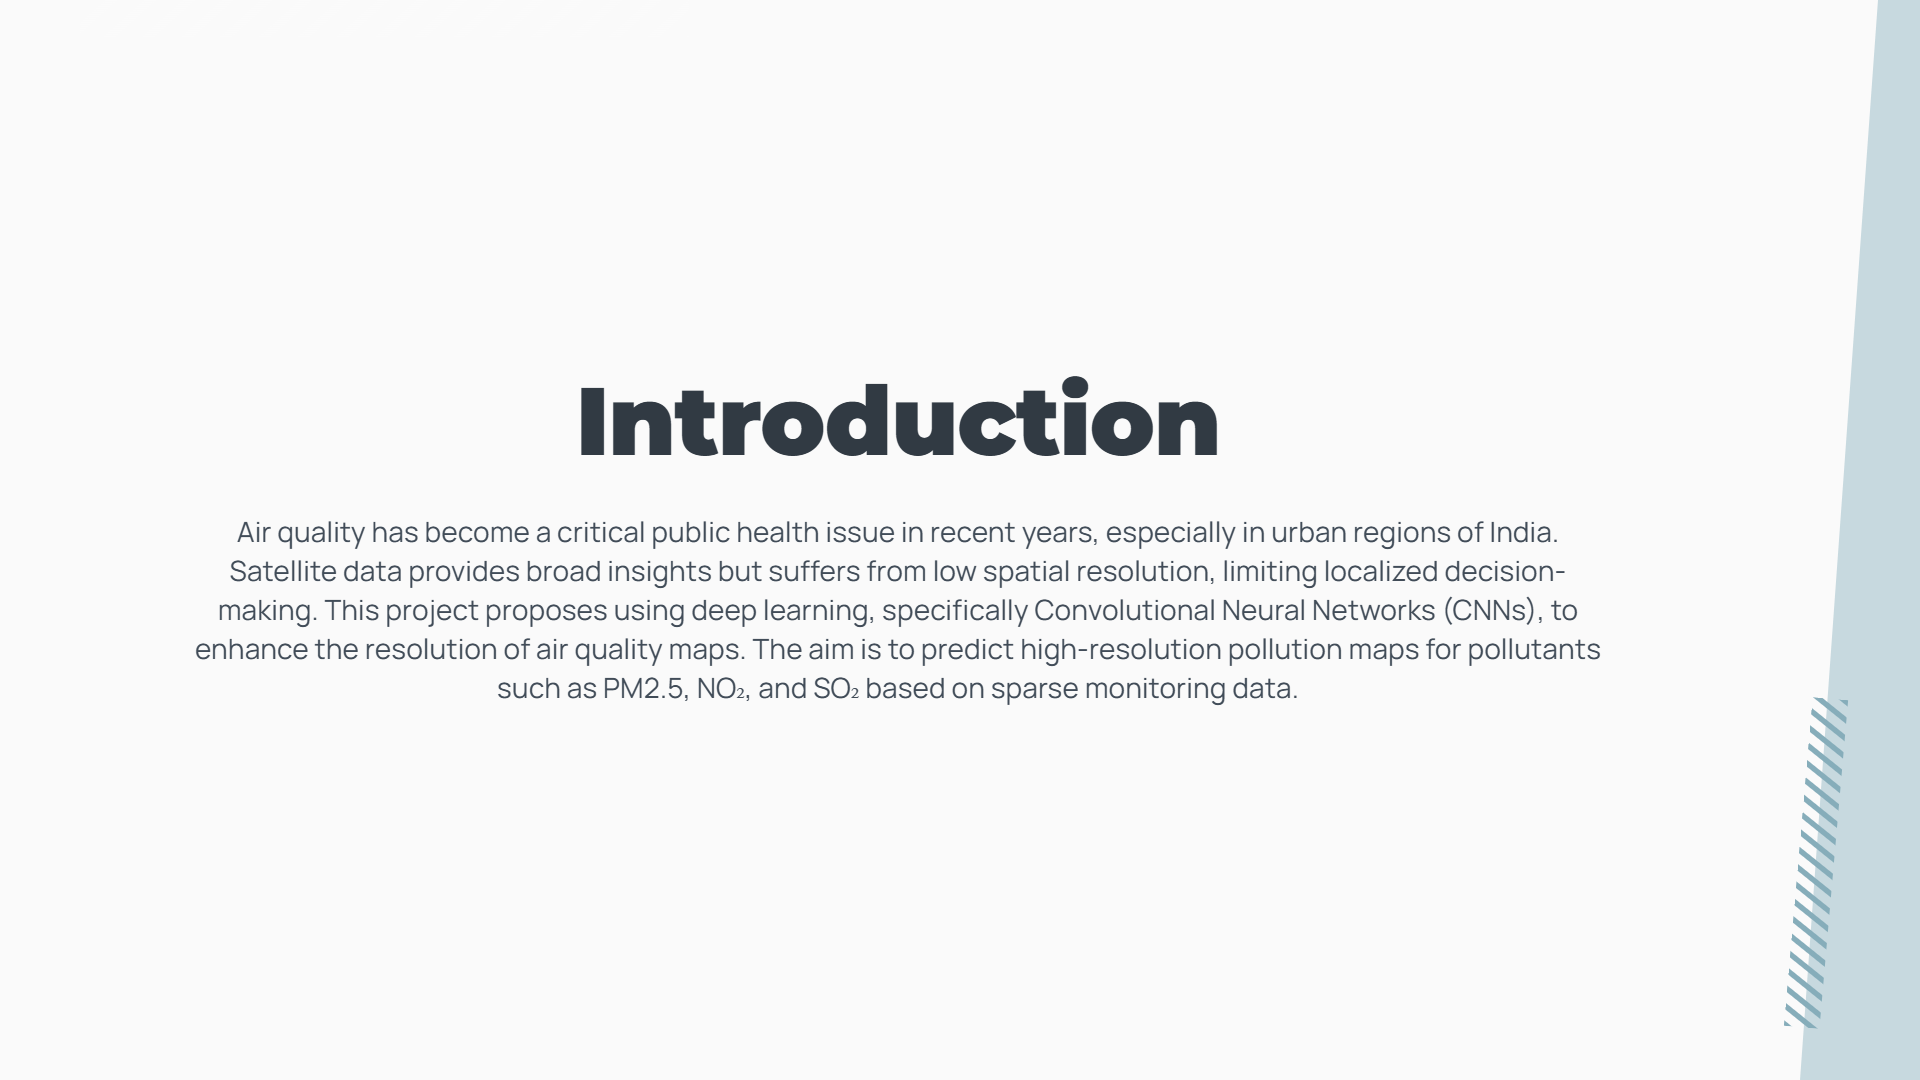 Introduction
Air quality has become a critical public health issue in recent years, especially in urban regions of India.
Satellite data provides broad insights but suffers from low spatial resolution, limiting localized decision-
making. This project proposes using deep learning, specifically Convolutional Neural Networks (CNNs), to
enhance the resolution of air quality maps. The aim is to predict high-resolution pollution maps for pollutants
such as PM2.5, NO₂, and SO₂ based on sparse monitoring data.